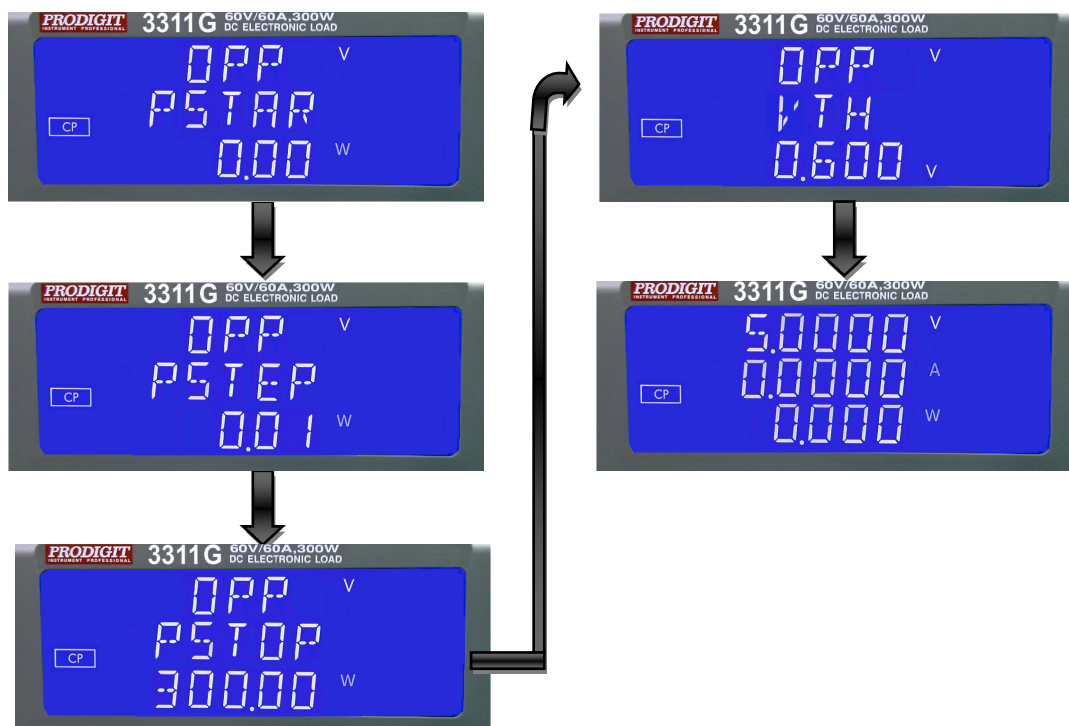 PRODIGIT
INSTRUMENT PROFESSIONAL
3311G
60V/60A,300W
DC ELECTRONIC LOAD
OPP V
PSTAR
CP
0.00 W
PRODIGIT
INSTRUMENT PROFESSIONAL
3311G
60V/60A,300W
DC ELECTRONIC LOAD
OPP V
PSTEP
CP
0.01 W
PRODIGIT
INSTRUMENT PROFESSIONAL
3311G
60V/60A,300W
DC ELECTRONIC LOAD
OPP V
PSTOP
CP
300.00 W
PRODIGIT
INSTRUMENT PROFESSIONAL
3311G
60V/60A,300W
DC ELECTRONIC LOAD
OPP V
VTH
CP
0.600 V
PRODIGIT
INSTRUMENT PROFESSIONAL
3311G
60V/60A,300W
DC ELECTRONIC LOAD
5.0000 V
0.0000 A
CP
0.000 W